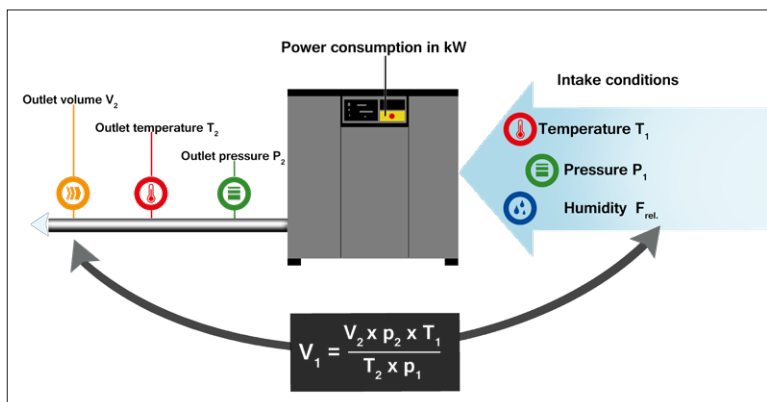 Power consumption in kW
Intake conditions
Outlet volume V₂
Outlet temperature T₂
Outlet pressure P₂
Temperature T₁
Pressure P₁
Humidity F rel.
V₁ = V₂ x p₂ x T₁
T₂ x p₁